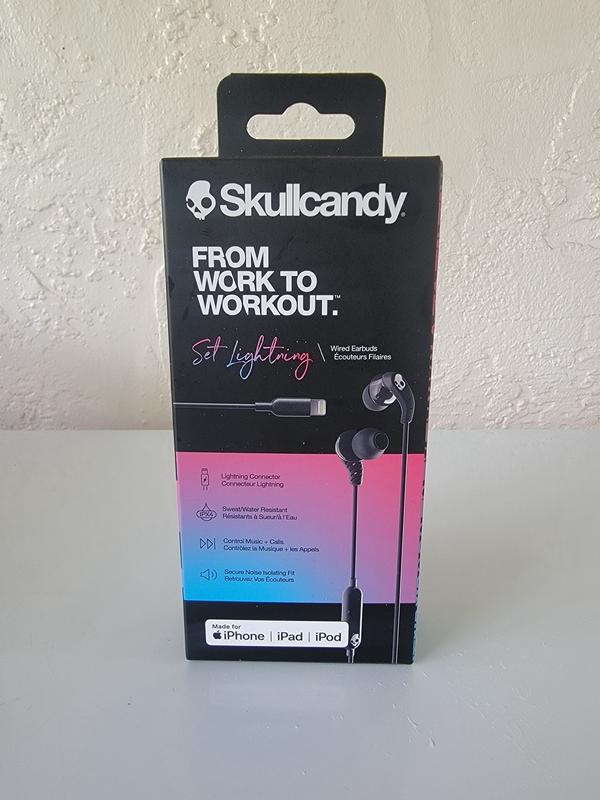 Skullcandy®
FROM
WORK TO
WORKOUT.™
Set Lightning \ Wired Earbuds
Écouteurs Filaires
Lightning Connector
Connecteur Lightning
IPX4
Sweat/Water Resistant
Résistants à Sueur/à l'Eau
Control Music + Calls
Contrôlez la Musique + les Appels
Secure Noise Isolating Fit
Retrouvez Vos Écouteurs
Made for
iPhone | iPad | iPod